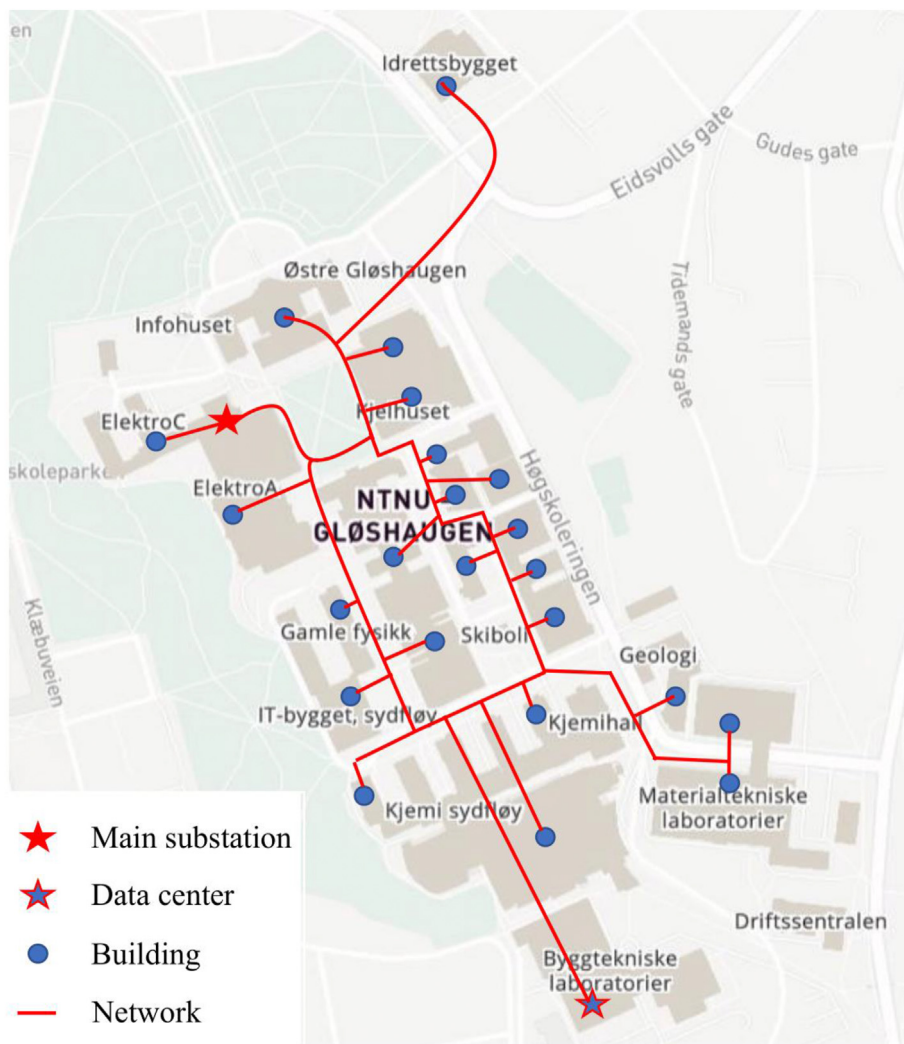 en
Idrettsbygget
Eidsvolls gate
Gudes gate
Østre Gløshaugen
Tidemands gate
Infohuset
ElektroC
Kjelhuset
skoleparke
ElektroA
NTNU
GLØSHAUGEN
Høgskoleringen
Klæbuveien
Gamle fysikk
Skiboli
Geologi
IT-bygget, sydfløy
Kjemihall
Kjemi sydfløy
Materialtekniske
laboratorier
Main substation
Data center
Driftssentralen
Building
Byggtekniske
laboratorier
Network